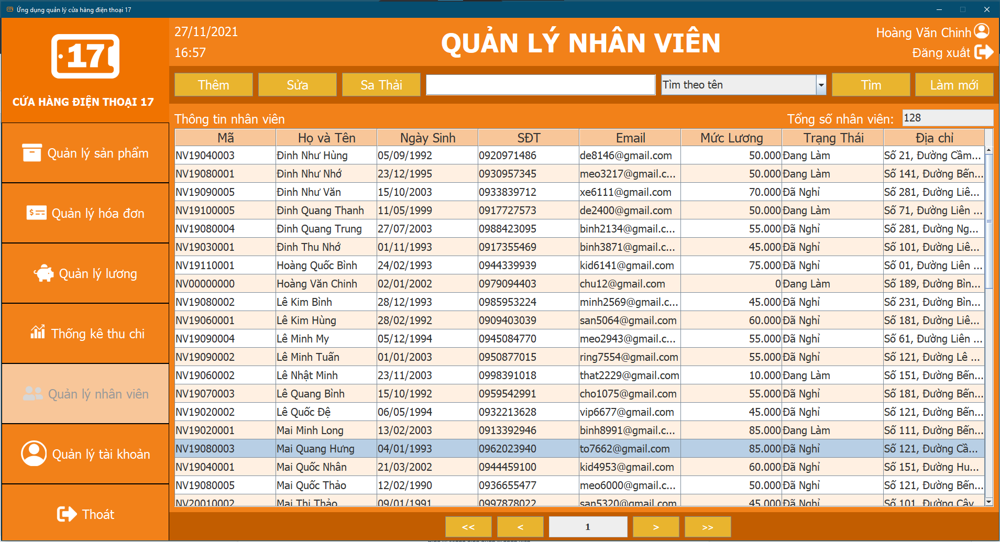 Ứng dụng quản lý cửa hàng điện thoại 17
17
CỬA HÀNG ĐIỆN THOẠI 17
Quản lý sản phẩm
Quản lý hóa đơn
Quản lý lương
Thống kê thu chi
Quản lý nhân viên
Quản lý tài khoản
Thoát
27/11/2021
16:57
QUẢN LÝ NHÂN VIÊN
Hoàng Văn Chinh
Đăng xuất
Thêm Sửa Sa Thải Tìm theo tên Tìm Làm mới
Thông tin nhân viên Tổng số nhân viên: 128
Mã Họ và Tên Ngày Sinh SĐT Email Mức Lương Trạng Thái Địa chỉ
NV19040003 Đinh Như Hùng 05/09/1992 0920971486 de8146@gmail.com 50.000 Đang Làm Số 21, Đường Cầm...
NV19080001 Đinh Như Nhớ 23/12/1995 0930957345 meo3217@gmail.c... 50.000 Đang Làm Số 141, Đường Bến...
NV19090005 Đinh Như Văn 15/10/2003 0933839712 xe6111@gmail.com 70.000 Đã Nghỉ Số 281, Đường Liê...
NV19100005 Đinh Quang Thanh 11/05/1999 0917727573 de2400@gmail.com 50.000 Đang Làm Số 71, Đường Liên ...
NV19080004 Đinh Quang Trung 27/07/2003 0988423095 binh2134@gmail.c... 55.000 Đã Nghỉ Số 281, Đường Ng...
NV19030001 Đinh Thu Nhớ 01/11/1993 0917355469 binh3871@gmail.c... 45.000 Đã Nghỉ Số 101, Đường Liê...
NV19110001 Hoàng Quốc Bình 24/02/1993 0944339939 kid6141@gmail.com 75.000 Đã Nghỉ Số 01, Đường Liên ...
NV00000000 Hoàng Văn Chinh 02/01/2002 0979094403 chu12@gmail.com 0 Đang Làm Số 189, Đường Bìn...
NV19080002 Lê Kim Bình 28/12/1993 0985953224 minh2569@gmail.c... 45.000 Đã Nghỉ Số 231, Đường Bìn...
NV19060001 Lê Kim Hùng 28/02/1992 0909403039 san5064@gmail.com 60.000 Đã Nghỉ Số 181, Đường Liê...
NV19090004 Lê Minh My 05/12/1994 0945084770 meo2943@gmail.c... 55.000 Đã Nghỉ Số 61, Đường Liên ...
NV19090002 Lê Minh Tuấn 01/01/2003 0950877015 ring7554@gmail.com 55.000 Đã Nghỉ Số 121, Đường Lê ...
NV19060002 Lê Nhật Minh 23/11/2003 0998391018 that2229@gmail.com 10.000 Đang Làm Số 151, Đường Bến...
NV19070003 Lê Quang Bình 15/10/1992 0959542991 cho1075@gmail.com 55.000 Đã Nghỉ Số 181, Đường Bến...
NV19020002 Lê Quốc Đệ 06/05/1994 0932213628 vip6677@gmail.com 45.000 Đã Nghỉ Số 121, Đường Bến...
NV19020001 Mai Minh Long 13/02/2003 0913392946 binh8991@gmail.c... 85.000 Đang Làm Số 111, Đường Bến...
NV19080003 Mai Quang Hưng 04/01/1993 0962023940 to7662@gmail.com 85.000 Đã Nghỉ Số 121, Đường Cầ...
NV19040001 Mai Quốc Nhân 21/03/2002 0944459100 kid4953@gmail.com 60.000 Đã Nghỉ Số 151, Đường Hu...
NV19080005 Mai Quốc Thảo 12/02/1990 0936655477 meo6000@gmail.c... 50.000 Đã Nghỉ Số 121, Đường Bến...
NV20010002 Mai Thị Thảo 09/01/1991 0997878022 san5320@gmail.com 45.000 Đã Nghỉ Số 101, Đường Cây
<< < 1 > >>